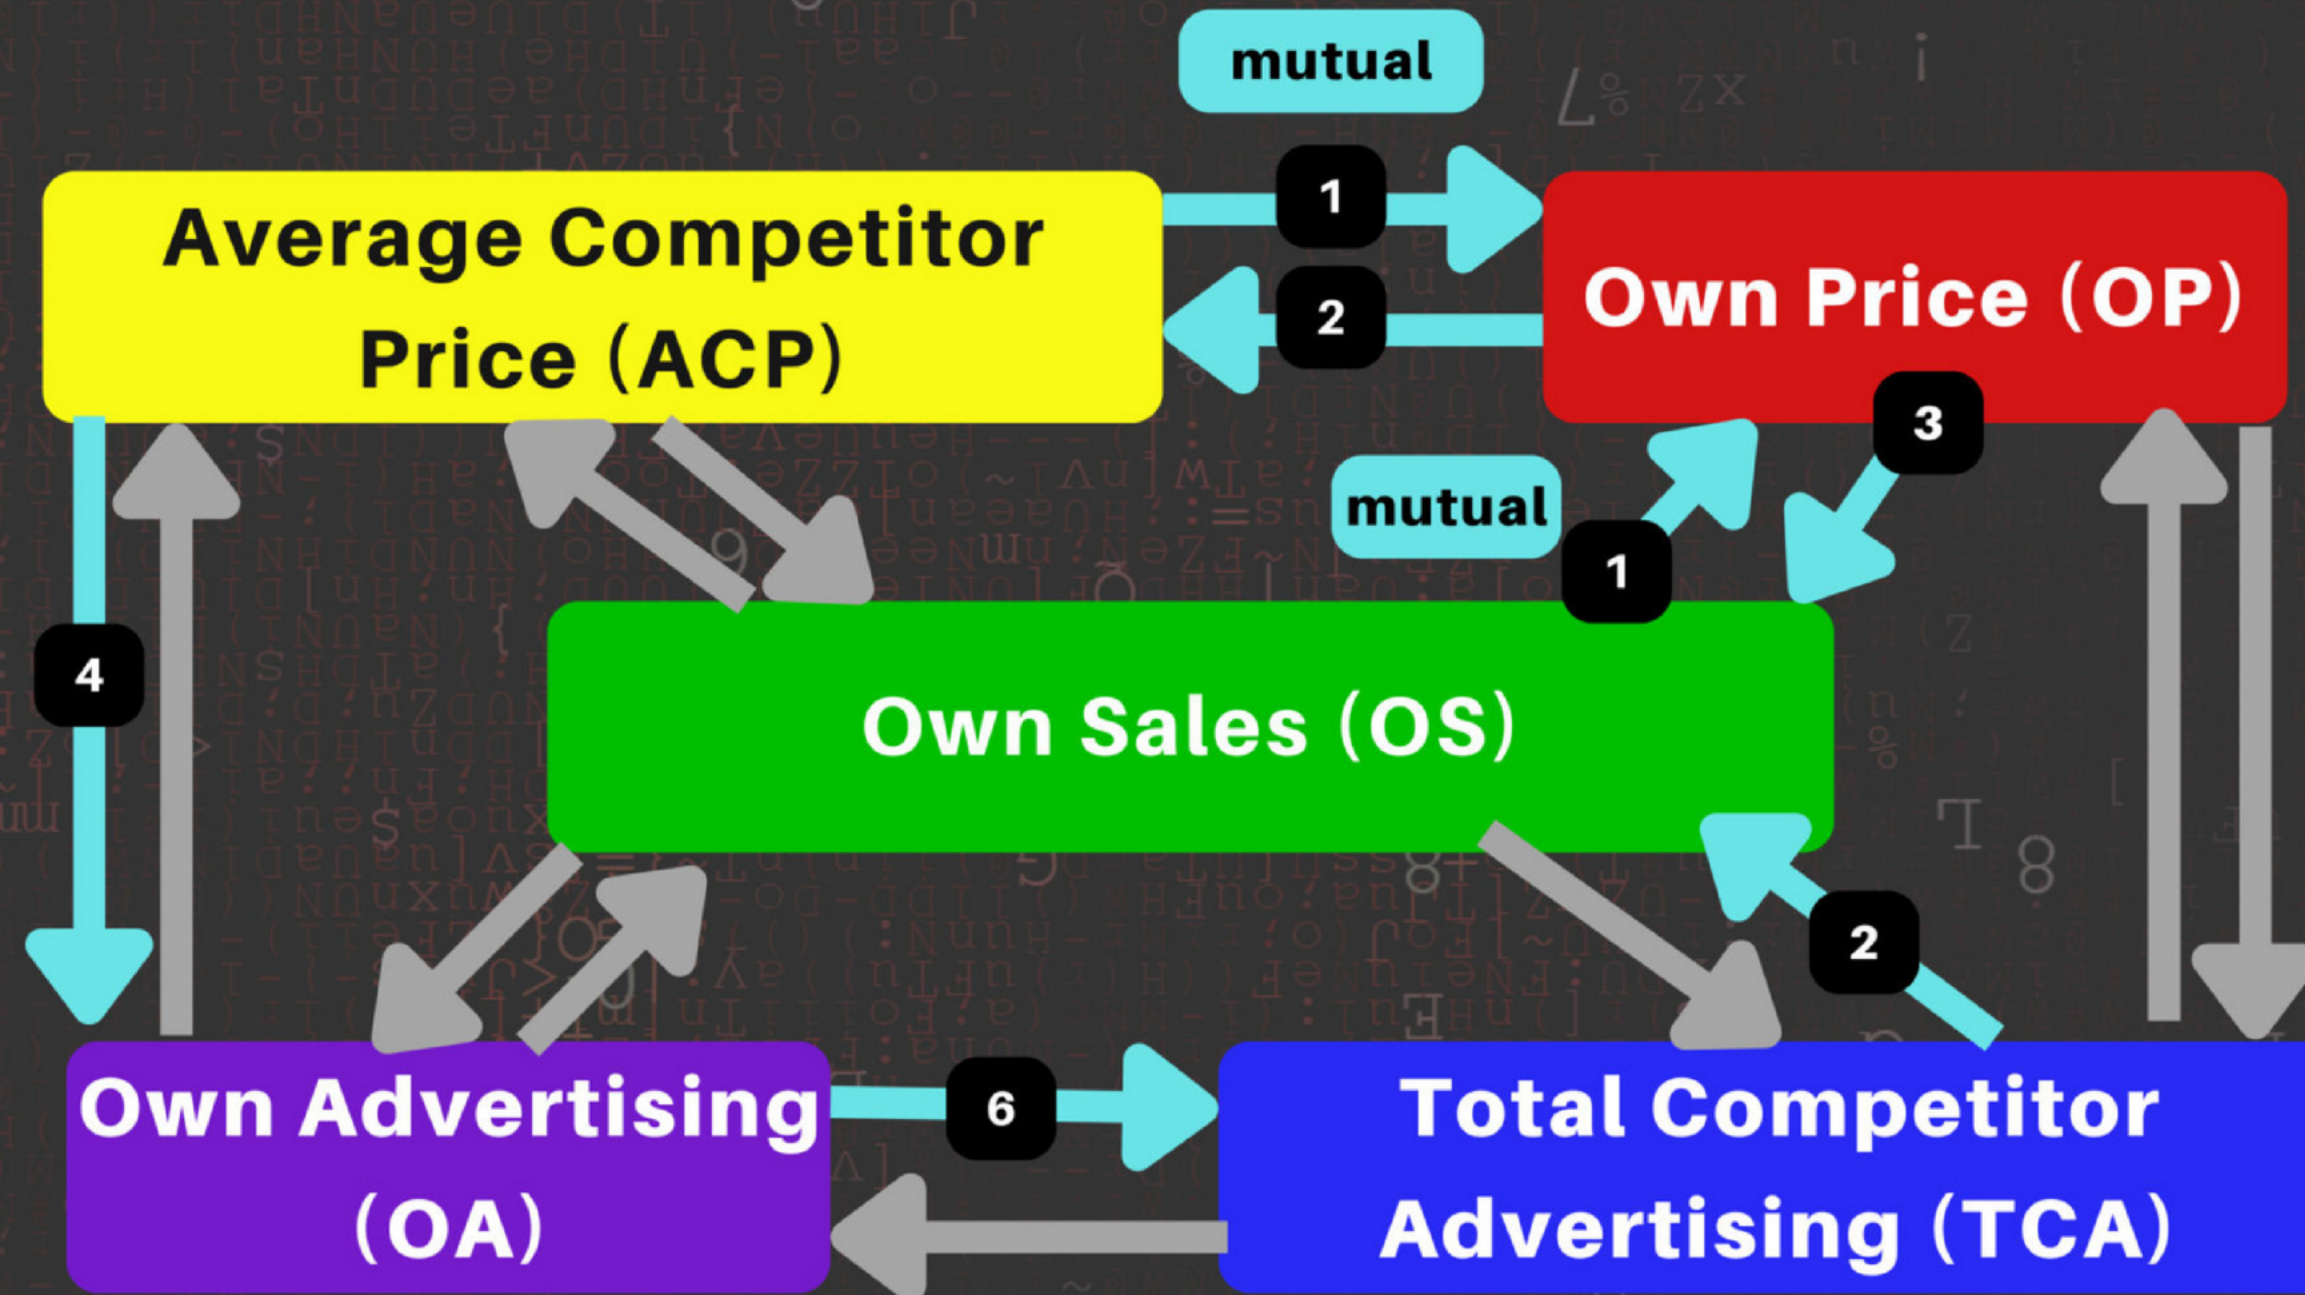 mutual
1
Average Competitor
Price (ACP)
2
Own Price (OP)
3
mutual
1
4
Own Sales (OS)
2
Own Advertising
(OA)
6
Total Competitor
Advertising (TCA)